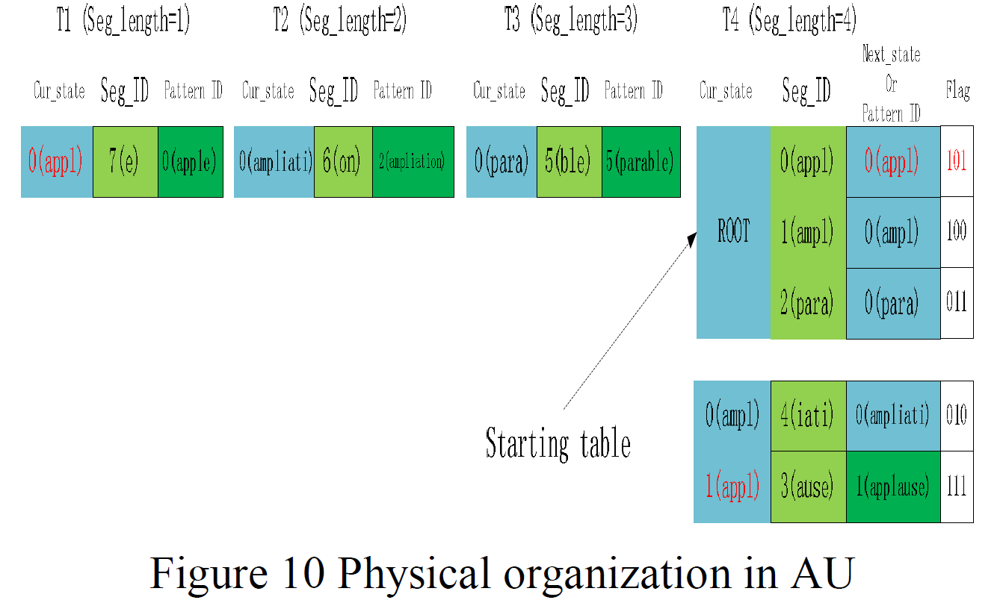 T1 (Seg_length=1) T2 (Seg_length=2) T3 (Seg_length=3) T4 (Seg_length=4)
Next_state
Or
Pattern ID
Cur_state Seg_ID Pattern ID Cur_state Seg_ID Pattern ID Cur_state Seg_ID Pattern ID Cur_state Seg_ID Flag
0(appl) 7(e) 0(apple) 0(ampliati) 6(on) 2(ampliation) 0(para) 5(ble) 5(parable) 0(appl) 0(appl) 101
ROOT 1(ampl) 0(ampl) 100
2(para) 0(para) 011
0(ampl) 4(iati) 0(ampliati) 010
Starting table
1(appl) 3(ause) 1(applause) 111
Figure 10 Physical organization in AU